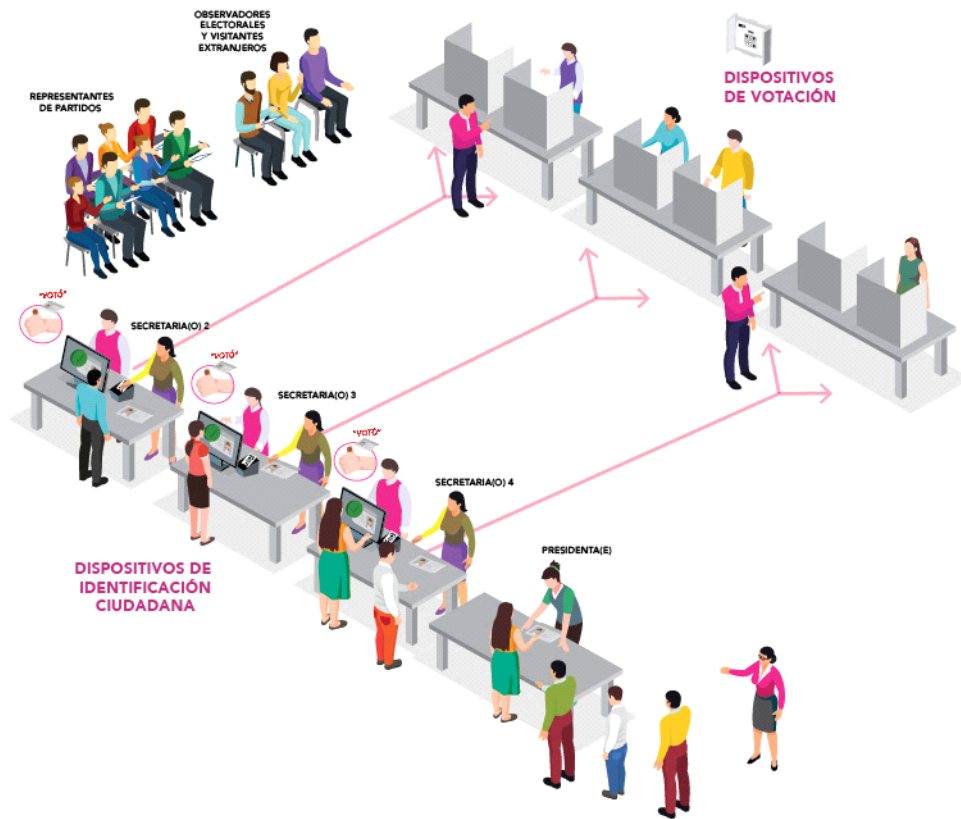 OBSERVADORES
ELECTORALES
Y VISITANTES
EXTRANJEROS
REPRESENTANTES
DE PARTIDOS
DISPOSITIVOS
DE VOTACIÓN
"VOTÓ"
SECRETARIA(O) 2
"VOTÓ"
SECRETARIA(O) 3
"VOTÓ"
SECRETARIA(O) 4
PRESIDENTA(E)
DISPOSITIVOS DE
IDENTIFICACIÓN
CIUDADANA